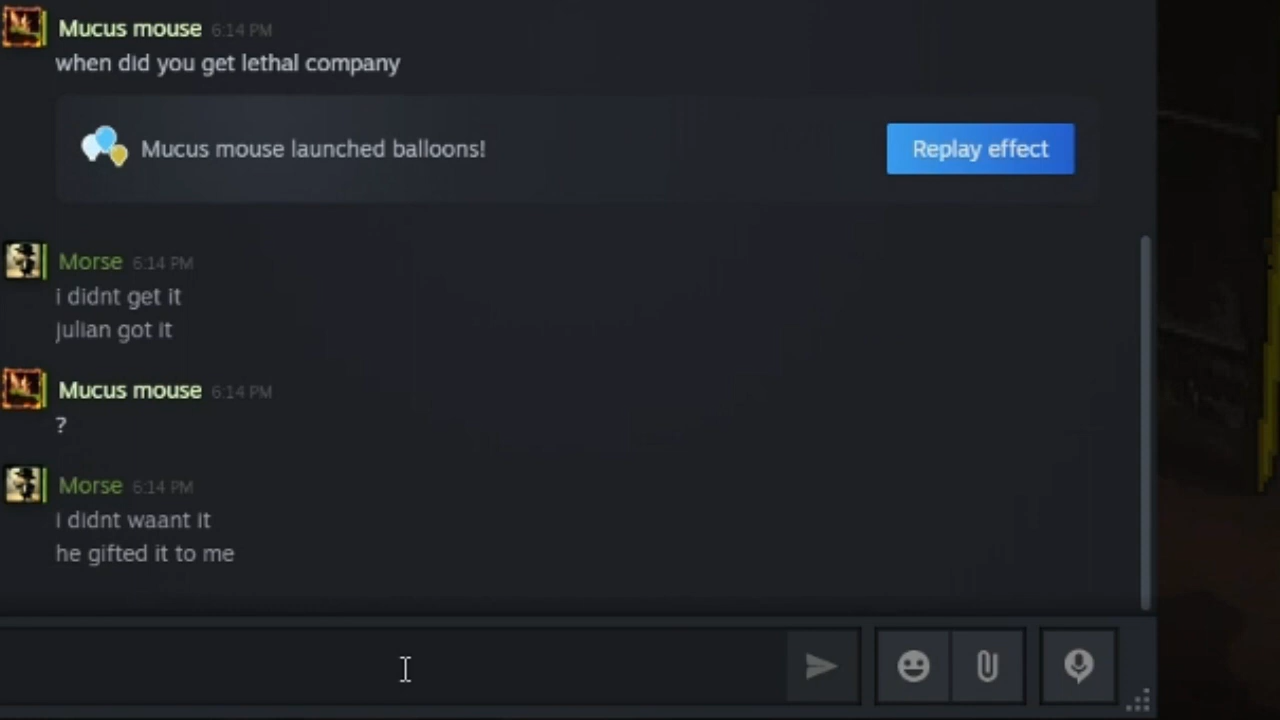 Mucus mouse 6:14 PM
when did you get lethal company
Mucus mouse launched balloons!
Replay effect
Morse 6:14 PM
i didnt get it
julian got it
Mucus mouse 6:14 PM
?
Morse 6:14 PM
i didnt waant it
he gifted it to me